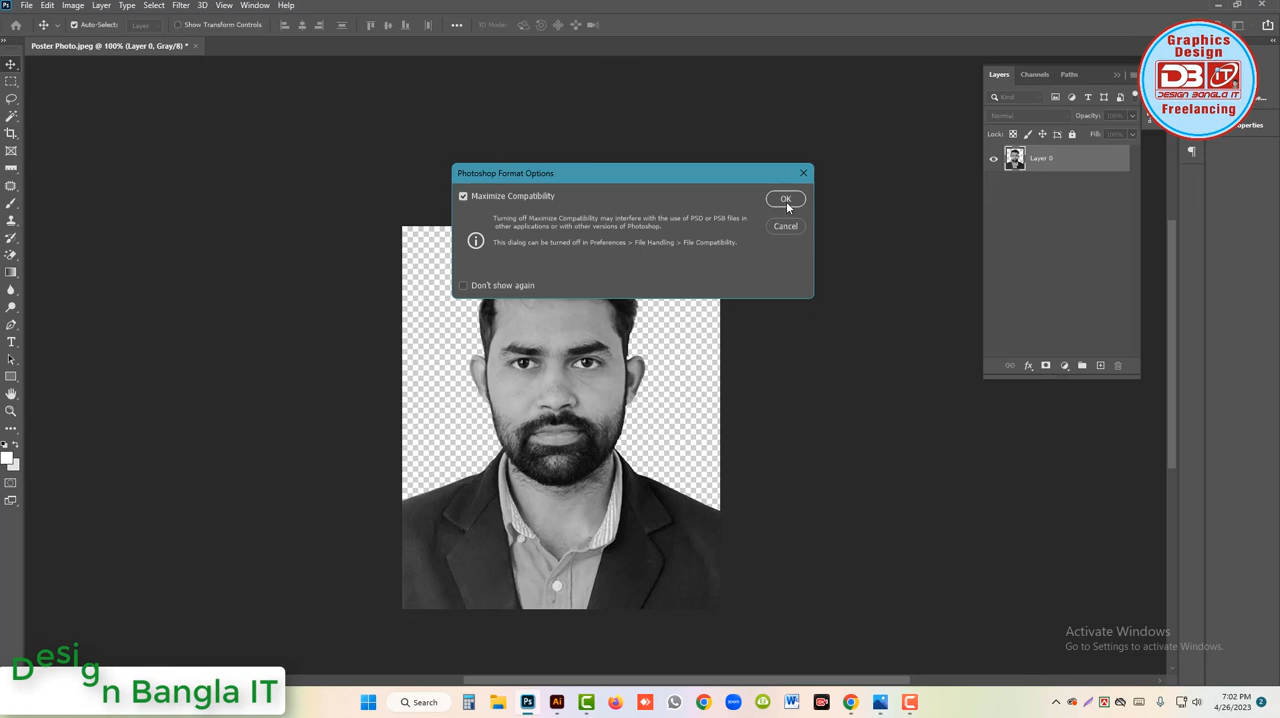 File Edit Image Layer Type Select Filter 3D View Window Help
Auto-Select: Layer Show Transform Controls 3D Modes
Poster Photo.jpeg @ 100% (Layer 0, Gray/8) *
Graphics
Design
DB iT
DESIGN BANGLA IT
Freelancing
Layers Channels Paths
Kind
Normal Opacity: 100%
Lock: Fill: 100%
Layer 0
Photoshop Format Options
Maximize Compatibility
OK
Turning off Maximize Compatibility may interfere with the use of PSD or PSB files in
other applications or with other versions of Photoshop.
Cancel
This dialog can be turned off in Preferences > File Handling > File Compatibility.
Don't show again
Activate Windows
Go to Settings to activate Windows.
Design Bangla IT
Search
7:02 PM
4/26/2023